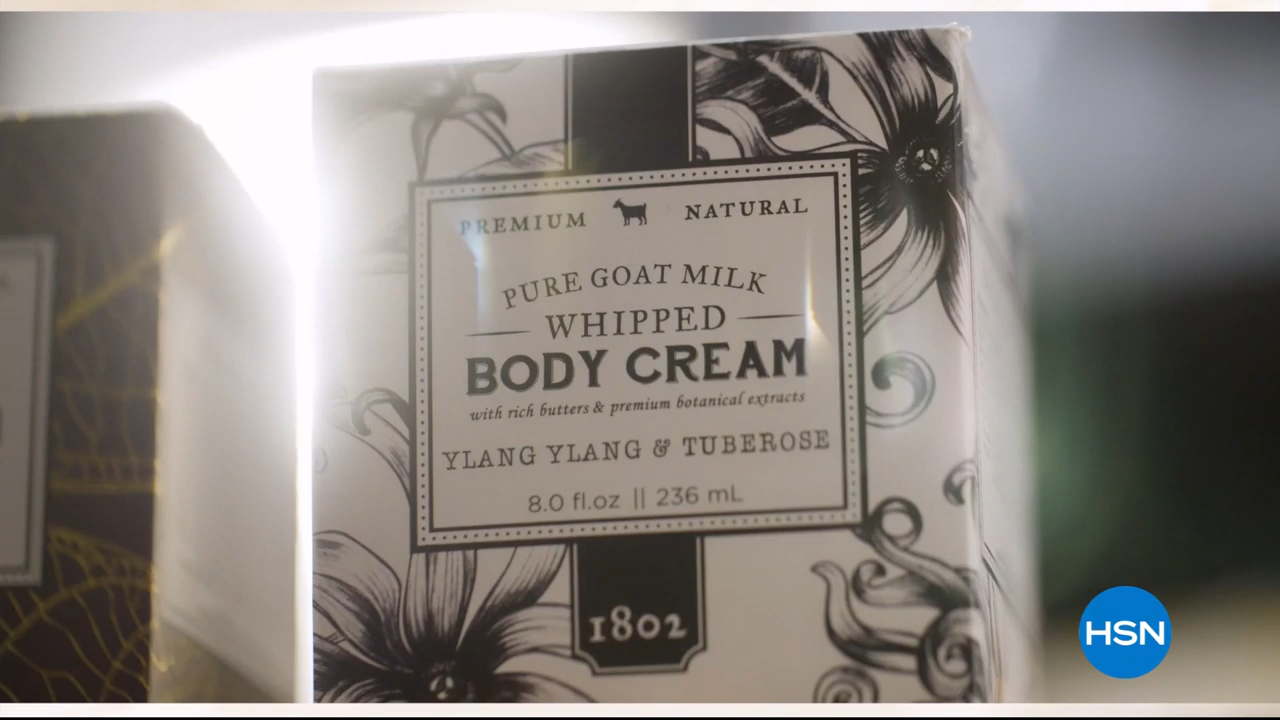 PREMIUM NATURAL
PURE GOAT MILK
WHIPPED
BODY CREAM
with rich butters & premium botanical extracts
YLANG YLANG & TUBEROSE
8.0 fl.oz || 236 mL
1802
HSN